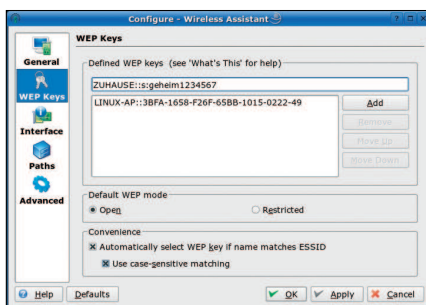 Configure - Wireless Assistant
General
WEP Keys
Interface
Paths
Advanced
WEP Keys
Defined WEP keys (see 'What's This' for help)
ZUHAUSE::s:geheim1234567
LINUX-AP::3BFA-1658-F26F-65BB-1015-0222-49
Add
Remove
Move Up
Move Down
Default WEP mode
Open
Restricted
Convenience
Automatically select WEP key if name matches ESSID
Use case-sensitive matching
Help
Defaults
OK
Apply
Cancel